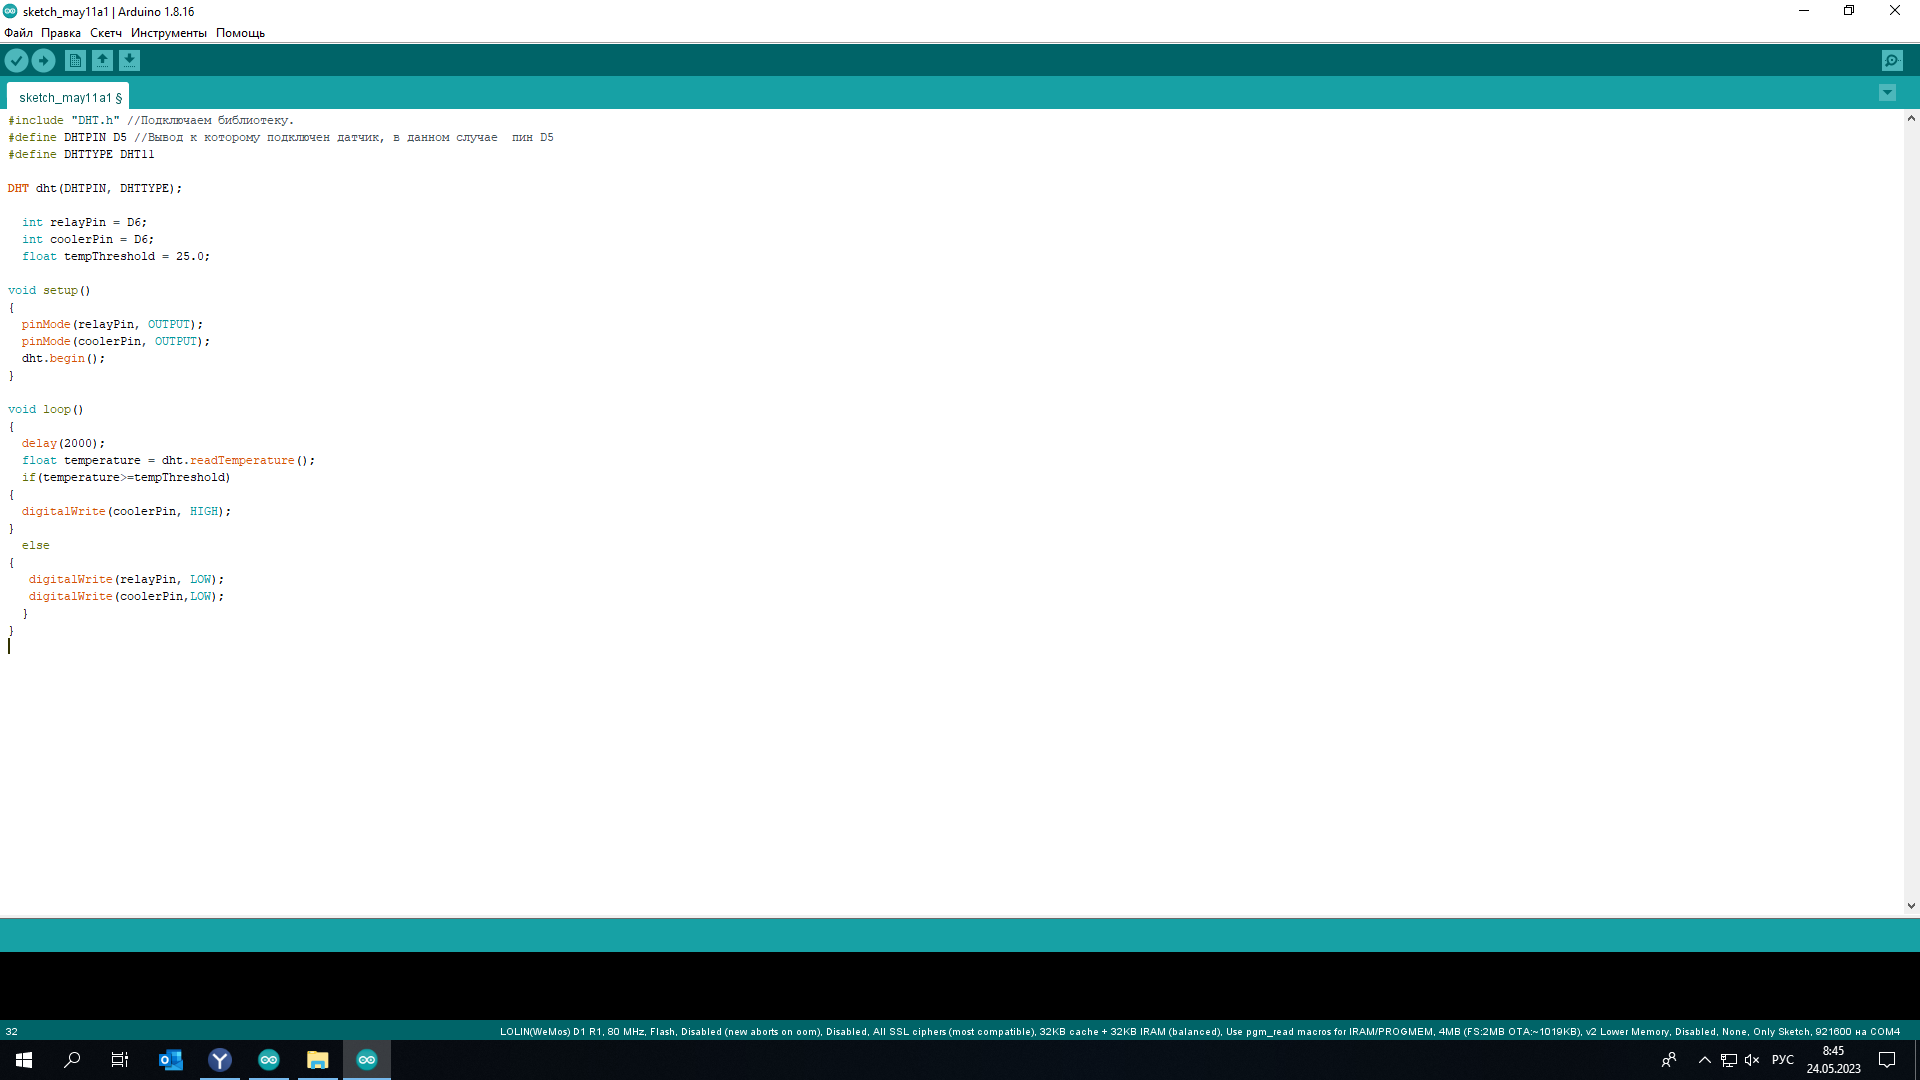 sketch_may11a1 | Arduino 1.8.16
Файл Правка Скетч Инструменты Помощь
sketch_may11a1 §
#include "DHT.h" //Подключаем библиотеку.
#define DHTPIN D5 //Вывод к которому подключен датчик, в данном случае  пин D5
#define DHTTYPE DHT11
DHT dht(DHTPIN, DHTTYPE);
int relayPin = D6;
int coolerPin = D6;
float tempThreshold = 25.0;
void setup()
{
pinMode(relayPin, OUTPUT);
pinMode(coolerPin, OUTPUT);
dht.begin();
}
void loop()
{
delay(2000);
float temperature = dht.readTemperature();
if(temperature>=tempThreshold)
{
digitalWrite(coolerPin, HIGH);
}
else
{
digitalWrite(relayPin, LOW);
digitalWrite(coolerPin,LOW);
}
}
32
LOLIN(WeMos) D1 R1, 80 MHz, Flash, Disabled (new aborts on oom), Disabled, All SSL ciphers (most compatible), 32KB cache + 32KB IRAM (balanced), Use pgm_read macros for IRAM/PROGMEM, 4MB (FS:2MB OTA:~1019KB), v2 Lower Memory, Disabled, None, Only Sketch, 921600 на COM4
РУС
8:45
24.05.2023